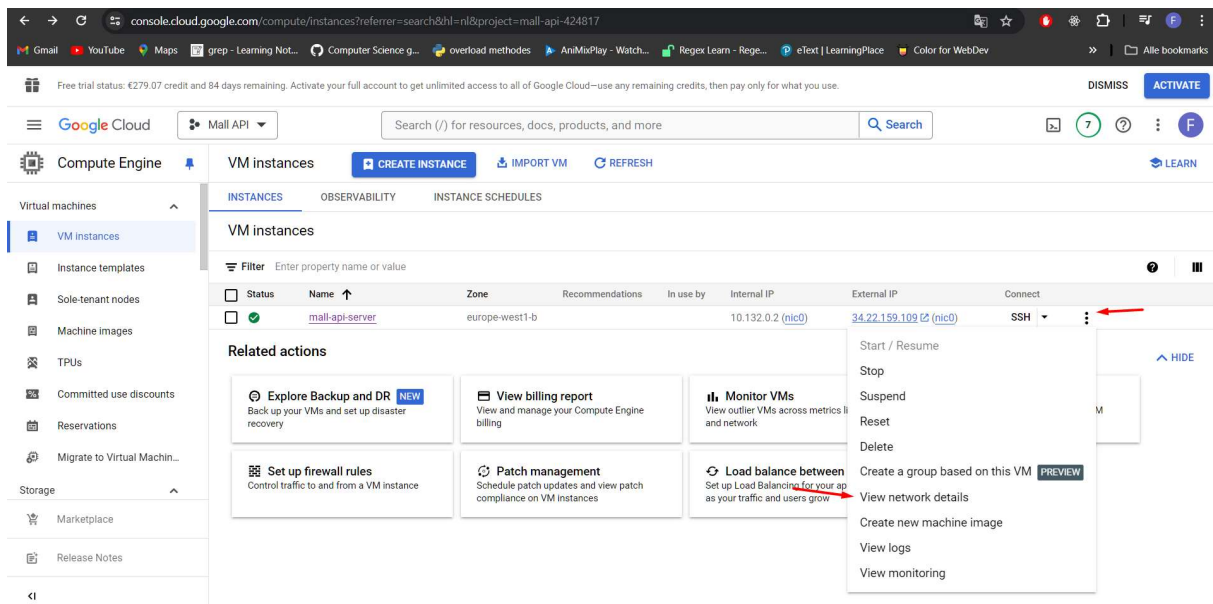 console.cloud.google.com/compute/instances?referrer=search&hl=nl&project=mall-api-424817
Gmail YouTube Maps grep - Learning Not... Computer Science g... overload methodes AniMixPlay - Watch... Regex Learn - Rege... eText | LearningPlace Color for WebDev » Alle bookmarks
Free trial status: €279.07 credit and 84 days remaining. Activate your full account to get unlimited access to all of Google Cloud—use any remaining credits, then pay only for what you use. DISMISS ACTIVATE
Google Cloud Mall API Search (/) for resources, docs, products, and more Search 7 F
Compute Engine VM instances CREATE INSTANCE IMPORT VM REFRESH LEARN
Virtual machines INSTANCES OBSERVABILITY INSTANCE SCHEDULES
VM instances VM instances
Instance templates Filter Enter property name or value
Sole-tenant nodes Status Name Zone Recommendations In use by Internal IP External IP Connect
Machine images mall-api-server europe-west1-b 10.132.0.2 (nic0) 34.22.159.109 (nic0) SSH
TPUs Related actions Start / Resume HIDE
Stop
Committed use discounts Explore Backup and DR NEW View billing report Monitor VMs Suspend
Back up your VMs and set up disaster View and manage your Compute Engine View outlier VMs across metrics li M
Reservations recovery billing and network Reset
Delete
Migrate to Virtual Machin... Set up firewall rules Patch management Load balance between Create a group based on this VM PREVIEW
Storage Control traffic to and from a VM instance Schedule patch updates and view patch Set up Load Balancing for your ap
compliance on VM instances as your traffic and users grow View network details
Marketplace Create new machine image
View logs
Release Notes View monitoring